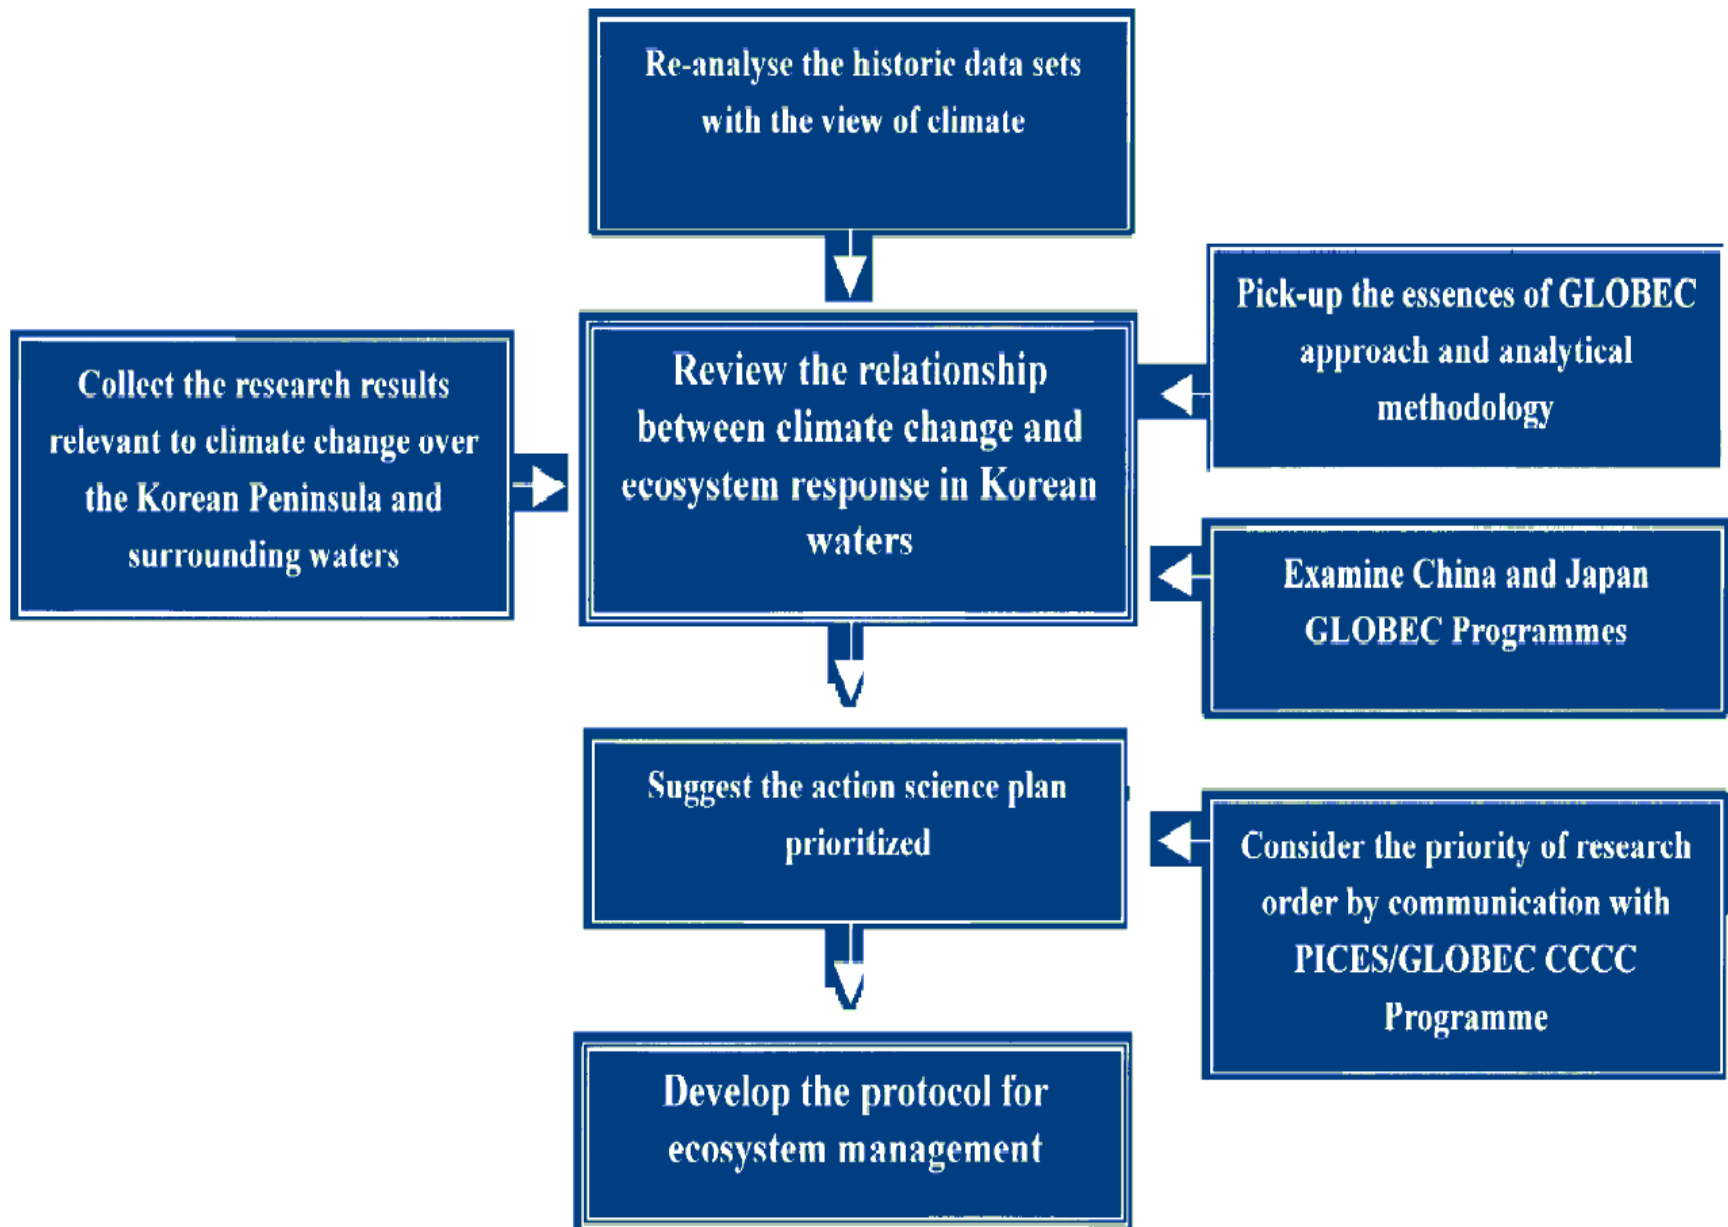 Re-analyse the historic data sets
with the view of climate
Pick-up the essences of GLOBEC
approach and analytical
methodology
Collect the research results
relevant to climate change over
the Korean Peninsula and
surrounding waters
Review the relationship
between climate change and
ecosystem response in Korean
waters
Examine China and Japan
GLOBEC Programmes
Suggest the action science plan
prioritized
Consider the priority of research
order by communication with
PICES/GLOBEC CCCC
Programme
Develop the protocol for
ecosystem management